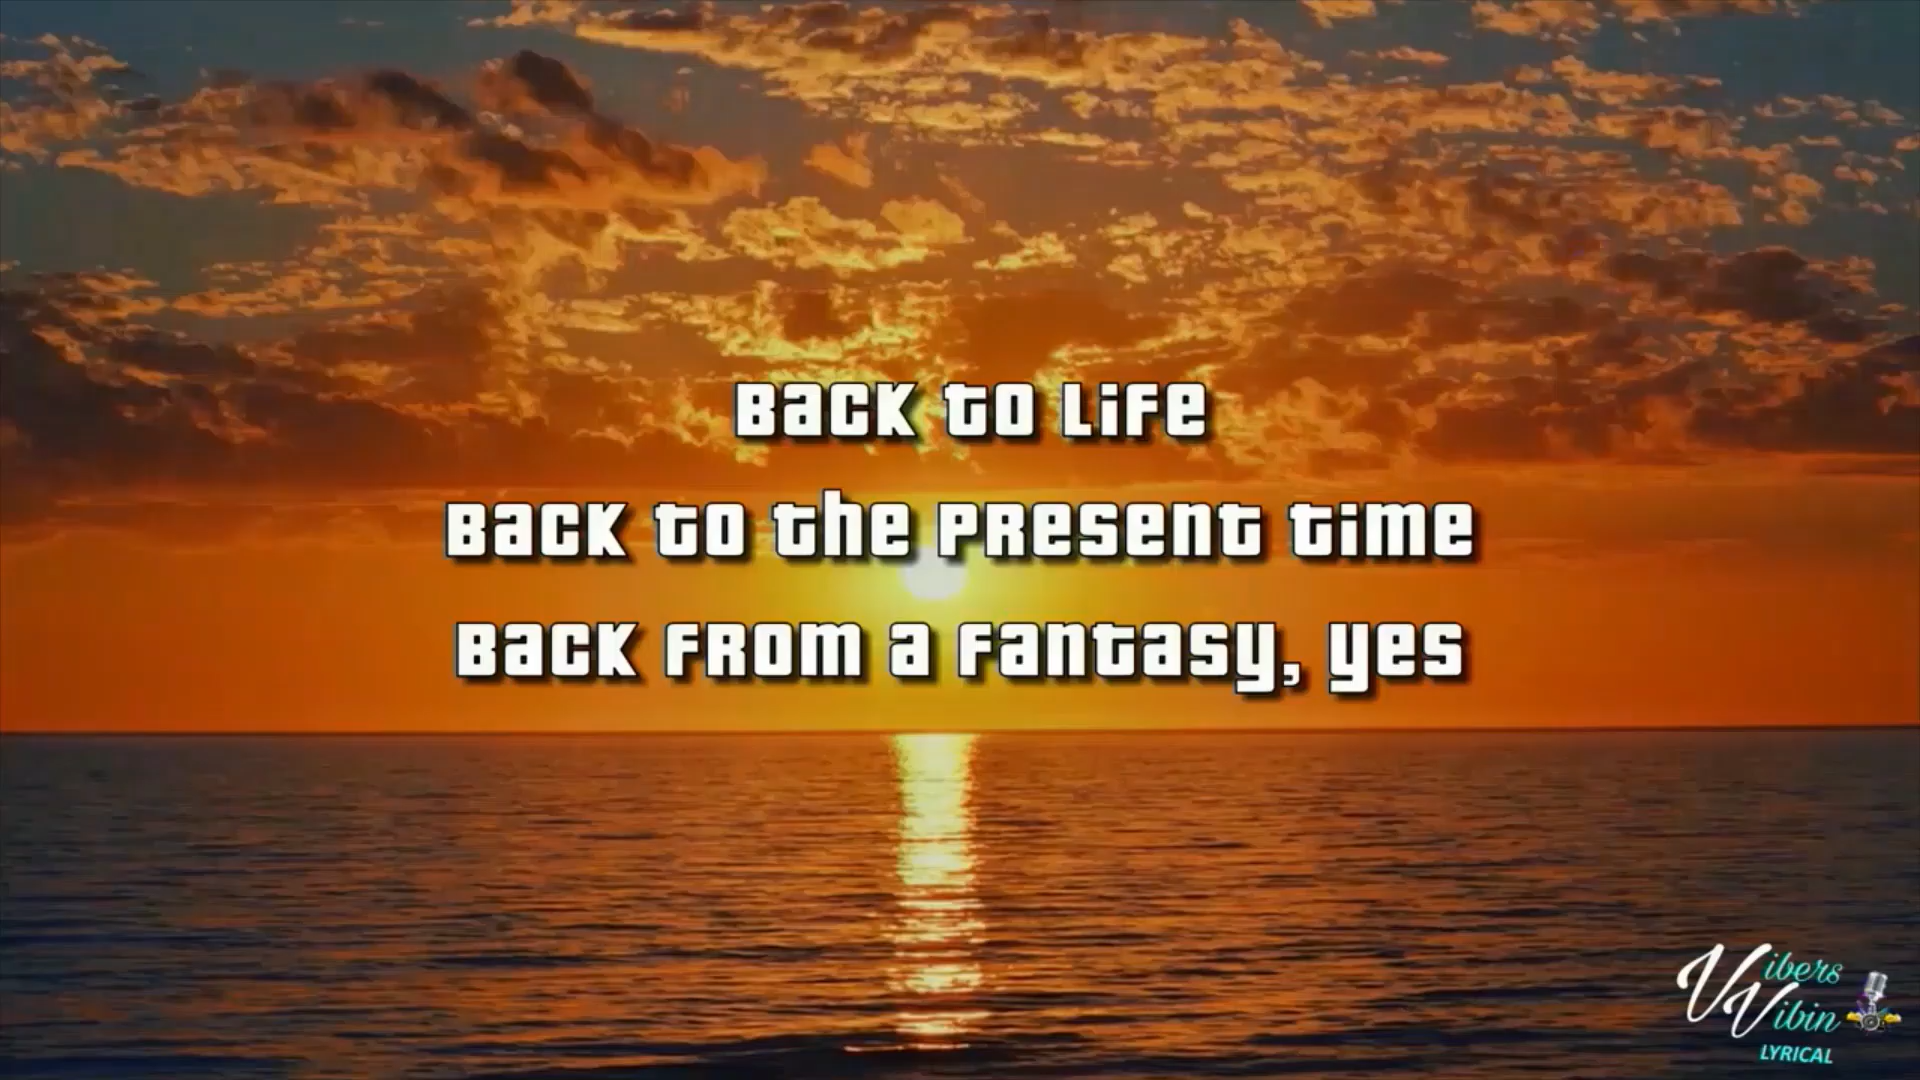 Back to life
Back to the present time
Back from a fantasy, yes
Vibers
Vibin
LYRICAL